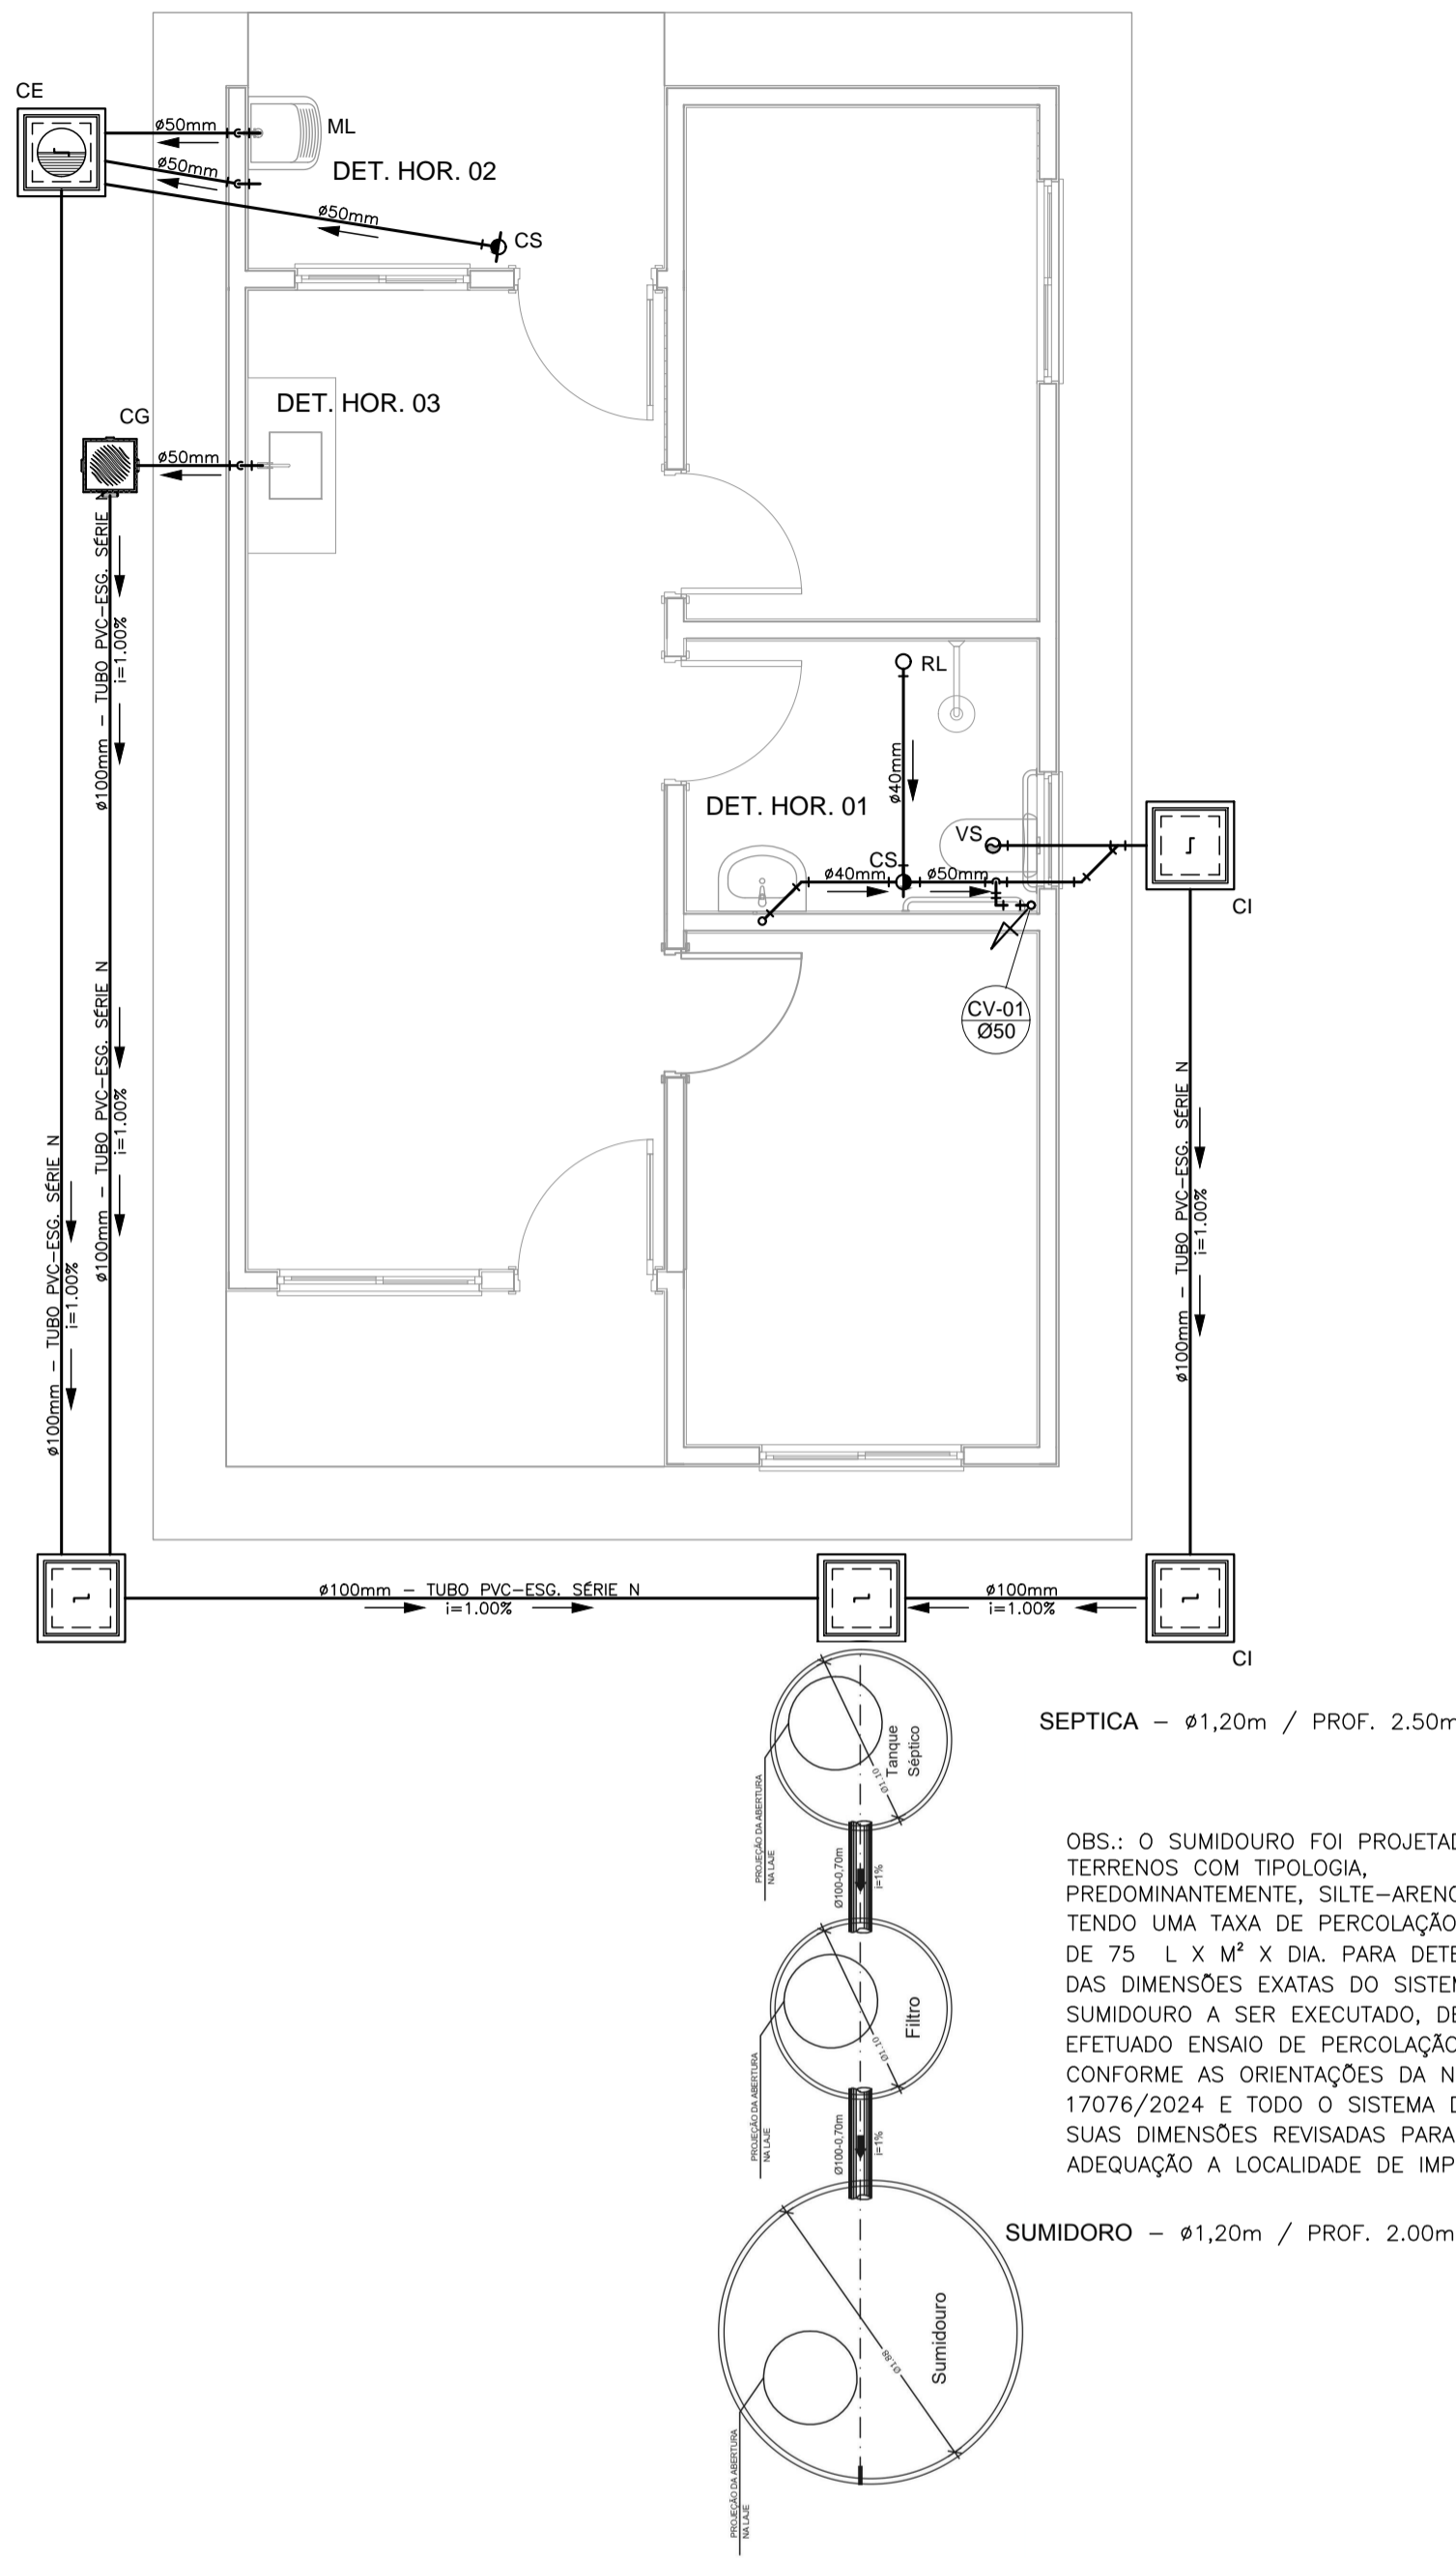 CE
ø50mm
ML
ø50mm
DET. HOR. 02
ø50mm
CS
DET. HOR. 03
CG
ø50mm
ø100mm – TUBO PVC–ESG. SÉRIE N
i=1.00%
RL
ø40mm
DET. HOR. 01
VS
CS
ø40mm
ø50mm
CI
CV-01
Ø50
ø100mm – TUBO PVC–ESG. SÉRIE N
i=1.00%
ø100mm – TUBO PVC–ESG. SÉRIE N
i=1.00%
ø100mm – TUBO PVC–ESG. SÉRIE N
i=1.00%
ø100mm – TUBO PVC–ESG. SÉRIE N
i=1.00%
ø100mm
i=1.00%
CI
SEPTICA – ø1,20m / PROF. 2.50m
Tanque
Séptico
Ø1.10
PROJEÇÃO DA ABERTURA
NA LAJE
Ø100-0,70m
i=1%
OBS.: O SUMIDOURO FOI
TERRENOS COM TIPOLOGIA,
PREDOMINANTEMENTE,
TENDO UMA TAXA DE PERCOLAÇÃO
DE 75 L X M² X DIA. PARA
DAS DIMENSÕES EXATAS DO
SUMIDOURO A SER EXECUTADO,
EFETUADO ENSAIO DE PERCOLAÇÃO
CONFORME AS ORIENTAÇÕES DA
17076/2024 E TODO O SISTEMA
SUAS DIMENSÕES REVISADAS PARA
ADEQUAÇÃO A LOCALIDADE DE
Filtro
Ø1.10
PROJEÇÃO DA ABERTURA
NA LAJE
Ø100-0,70m
i=1%
SUMIDORO – ø1,20m / PROF. 2.00m
Sumidouro
Ø1.88
PROJEÇÃO DA ABERTURA
NA LAJE